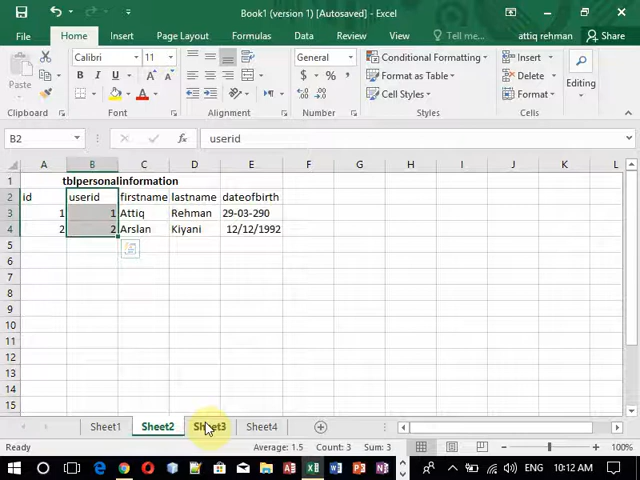 Book1 (version 1) [Autosaved] - Excel
File Home Insert Page Layout Formulas Data Review View Tell me... attiq rehman Share
Paste
Calibri 11
B I U A A
A
General
$ % ,
Conditional Formatting
Format as Table
Cell Styles
Insert
Delete
Format
Editing
Clipboard Font Alignment Number Styles Cells
B2 fx userid
A B C D E F G H I J K L
1 tblpersonalinformation
2 id userid firstname lastname dateofbirth
3 1 1 Attiq Rehman 29-03-290
4 2 2 Arslan Kiyani 12/12/1992
5
6
7
8
9
10
11
12
13
14
15
Sheet1 Sheet2 Sheet3 Sheet4
Ready Average: 1.5 Count: 3 Sum: 3 100%
ENG 10:12 AM